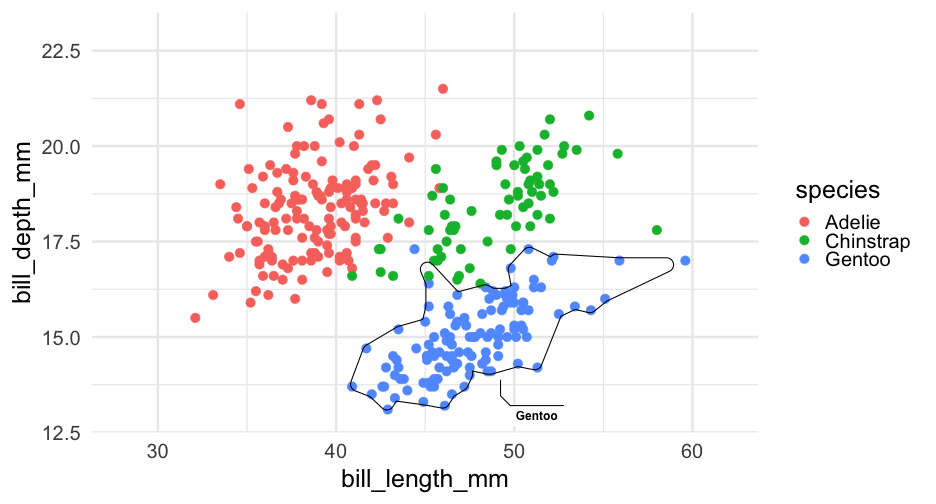 22.5
20.0
17.5
15.0
12.5
bill_depth_mm
30
40
50
60
bill_length_mm
Gentoo
species
Adelie
Chinstrap
Gentoo